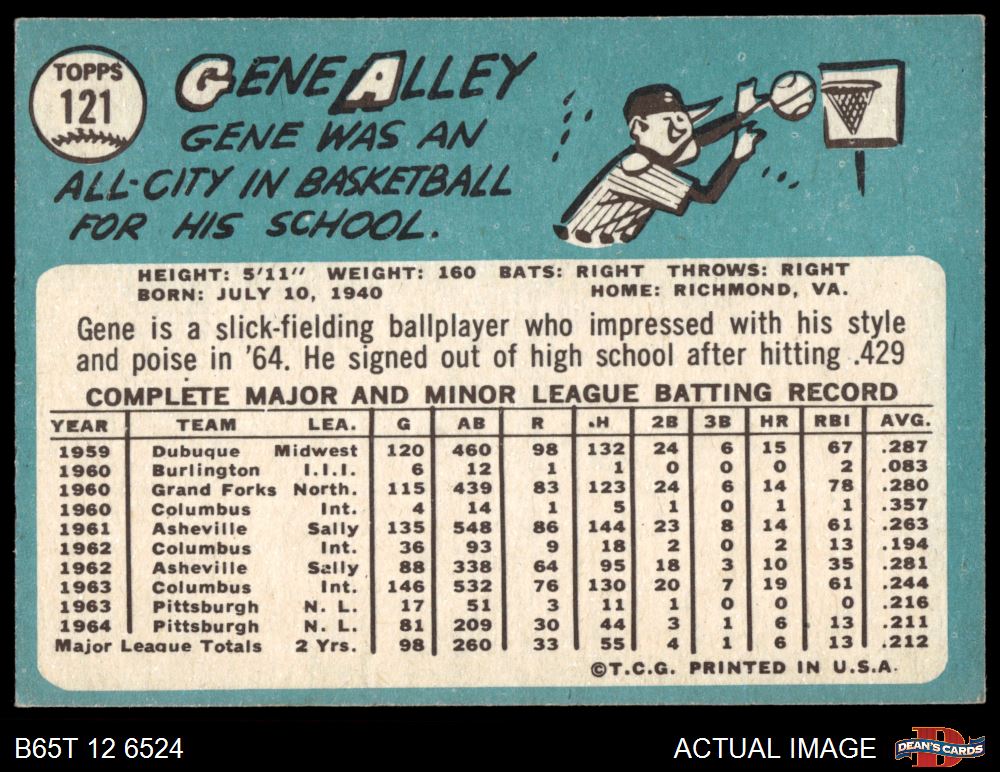 TOPPS
121
GENE ALLEY
GENE WAS AN
ALL-CITY IN BASKETBALL
FOR HIS SCHOOL.
HEIGHT: 5'11" WEIGHT: 160 BATS: RIGHT THROWS: RIGHT
BORN: JULY 10, 1940 HOME: RICHMOND, VA.
Gene is a slick-fielding ballplayer who impressed with his style
and poise in '64. He signed out of high school after hitting .429
COMPLETE MAJOR AND MINOR LEAGUE BATTING RECORD
YEAR TEAM LEA. G AB R H 2B 3B HR RBI AVG.
1959 Dubuque Midwest 120 460 98 132 24 6 15 67 .287
1960 Burlington I.I.I. 6 12 1 1 0 0 0 2 .083
1960 Grand Forks North. 115 439 83 123 24 6 14 78 .280
1960 Columbus Int. 4 14 1 5 1 0 1 1 .357
1961 Asheville Sally 135 548 86 144 23 8 14 61 .263
1962 Columbus Int. 36 93 9 18 2 0 2 13 .194
1962 Asheville Sally 88 338 64 95 18 3 10 35 .281
1963 Columbus Int. 146 532 76 130 20 7 19 61 .244
1963 Pittsburgh N. L. 17 51 3 11 1 0 0 0 .216
1964 Pittsburgh N. L. 81 209 30 44 3 1 6 13 .211
Major League Totals 2 Yrs. 98 260 33 55 4 1 6 13 .212
©T.C.G. PRINTED IN U.S.A.
B65T 12 6524
ACTUAL IMAGE
D
DEAN'S CARDS